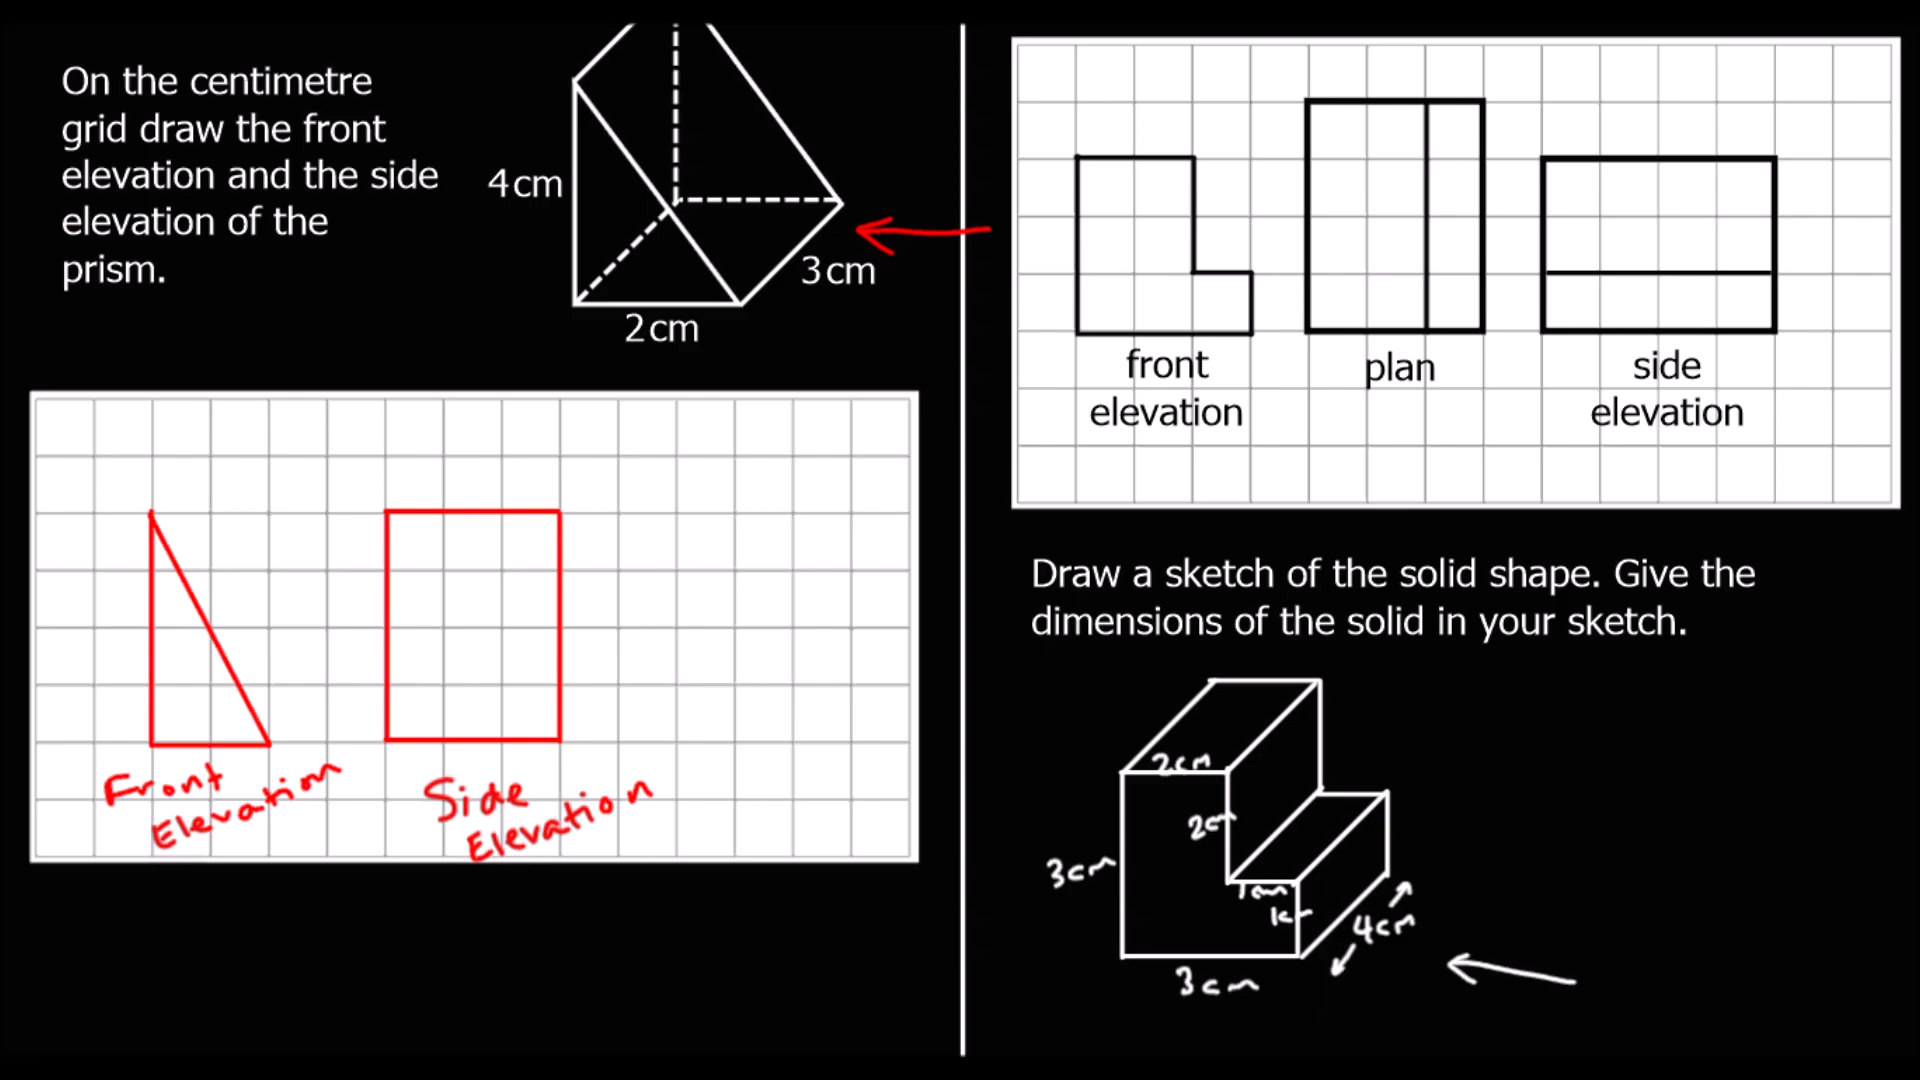 On the centimetre
grid draw the front
elevation and the side
elevation of the
prism.
4cm
3cm
2cm
Front
Elevation
Side
Elevation
front
elevation
plan
side
elevation
Draw a sketch of the solid shape. Give the
dimensions of the solid in your sketch.
2cm
2cm
3cm
1cm
4cm
3cm